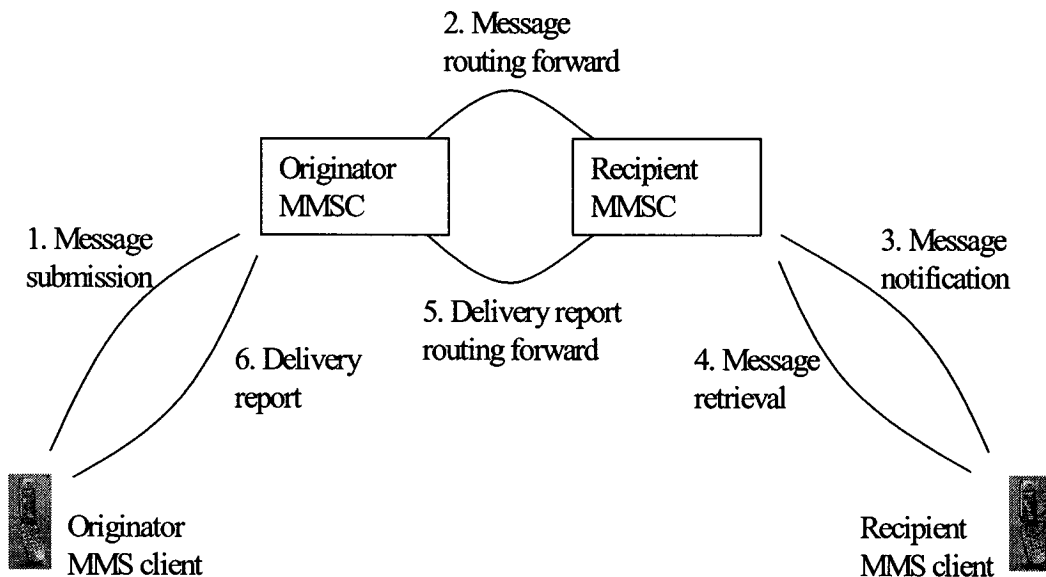 2. Message
routing forward
Originator
MMSC
Recipient
MMSC
1. Message
submission
3. Message
notification
5. Delivery report
routing forward
6. Delivery
report
4. Message
retrieval
Originator
MMS client
Recipient
MMS client